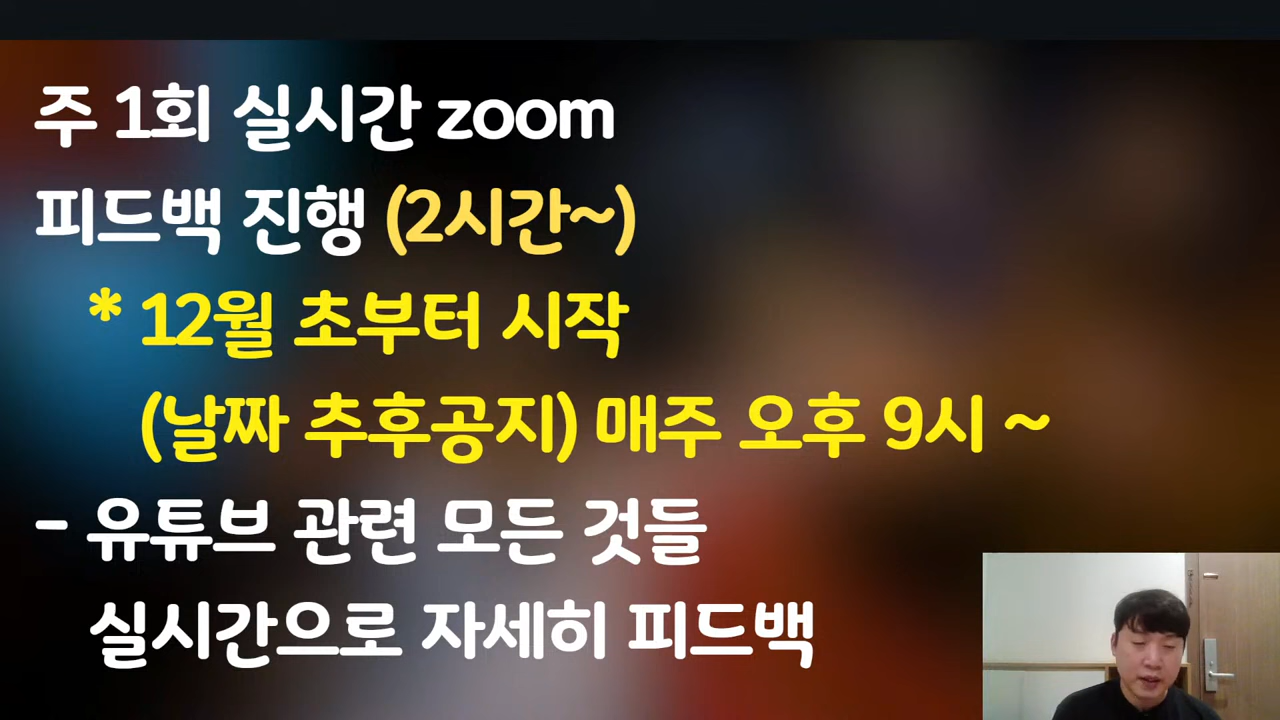 주 1회 실시간 zoom
피드백 진행 (2시간~)
* 12월 초부터 시작
(날짜 추후공지) 매주 오후 9시 ~
- 유튜브 관련 모든 것들
실시간으로 자세히 피드백